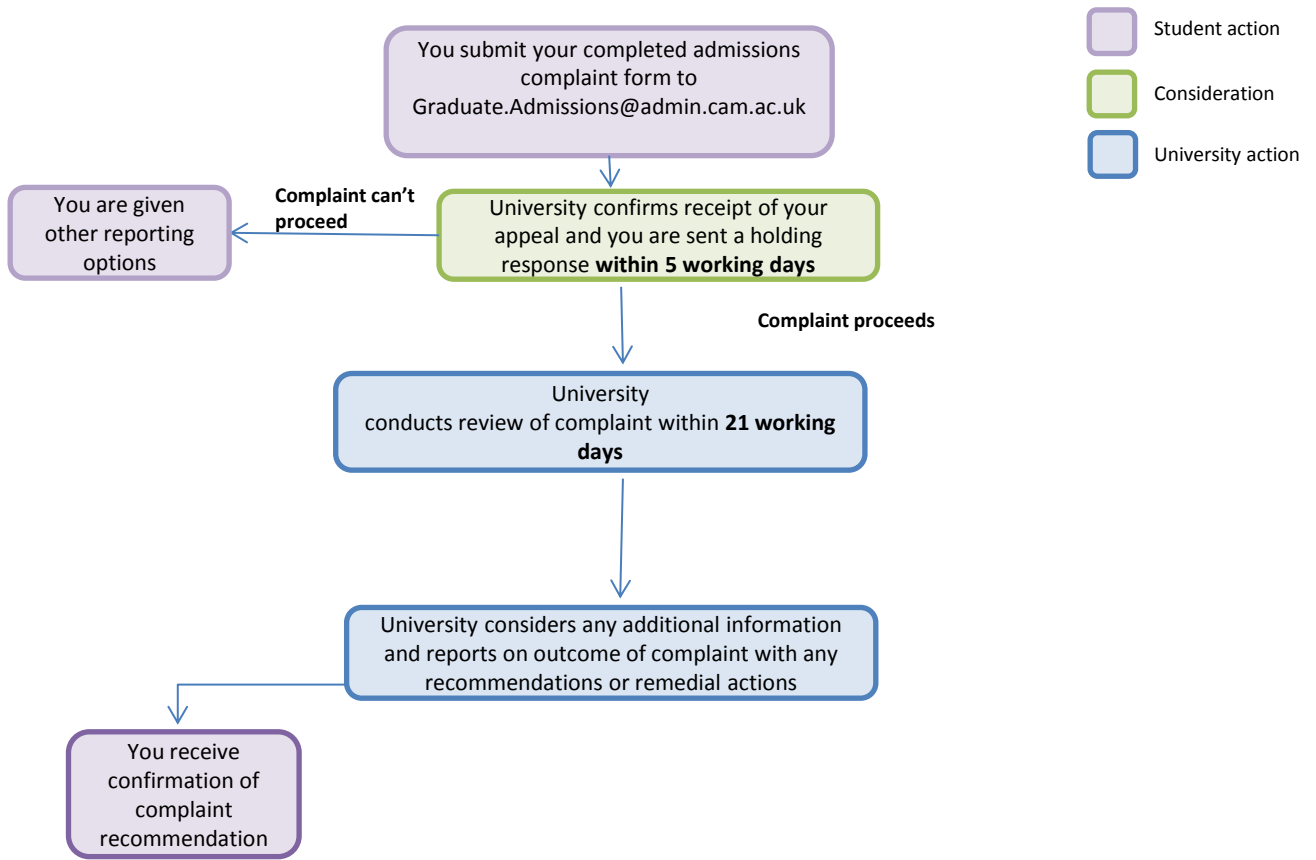 You submit your completed admissions
complaint form to
Graduate.Admissions@admin.cam.ac.uk
Student action
Consideration
University action
Complaint can’t
proceed
You are given
other reporting
options
University confirms receipt of your
appeal and you are sent a holding
response within 5 working days
Complaint proceeds
University
conducts review of complaint within 21 working
days
University considers any additional information
and reports on outcome of complaint with any
recommendations or remedial actions
You receive
confirmation of
complaint
recommendation